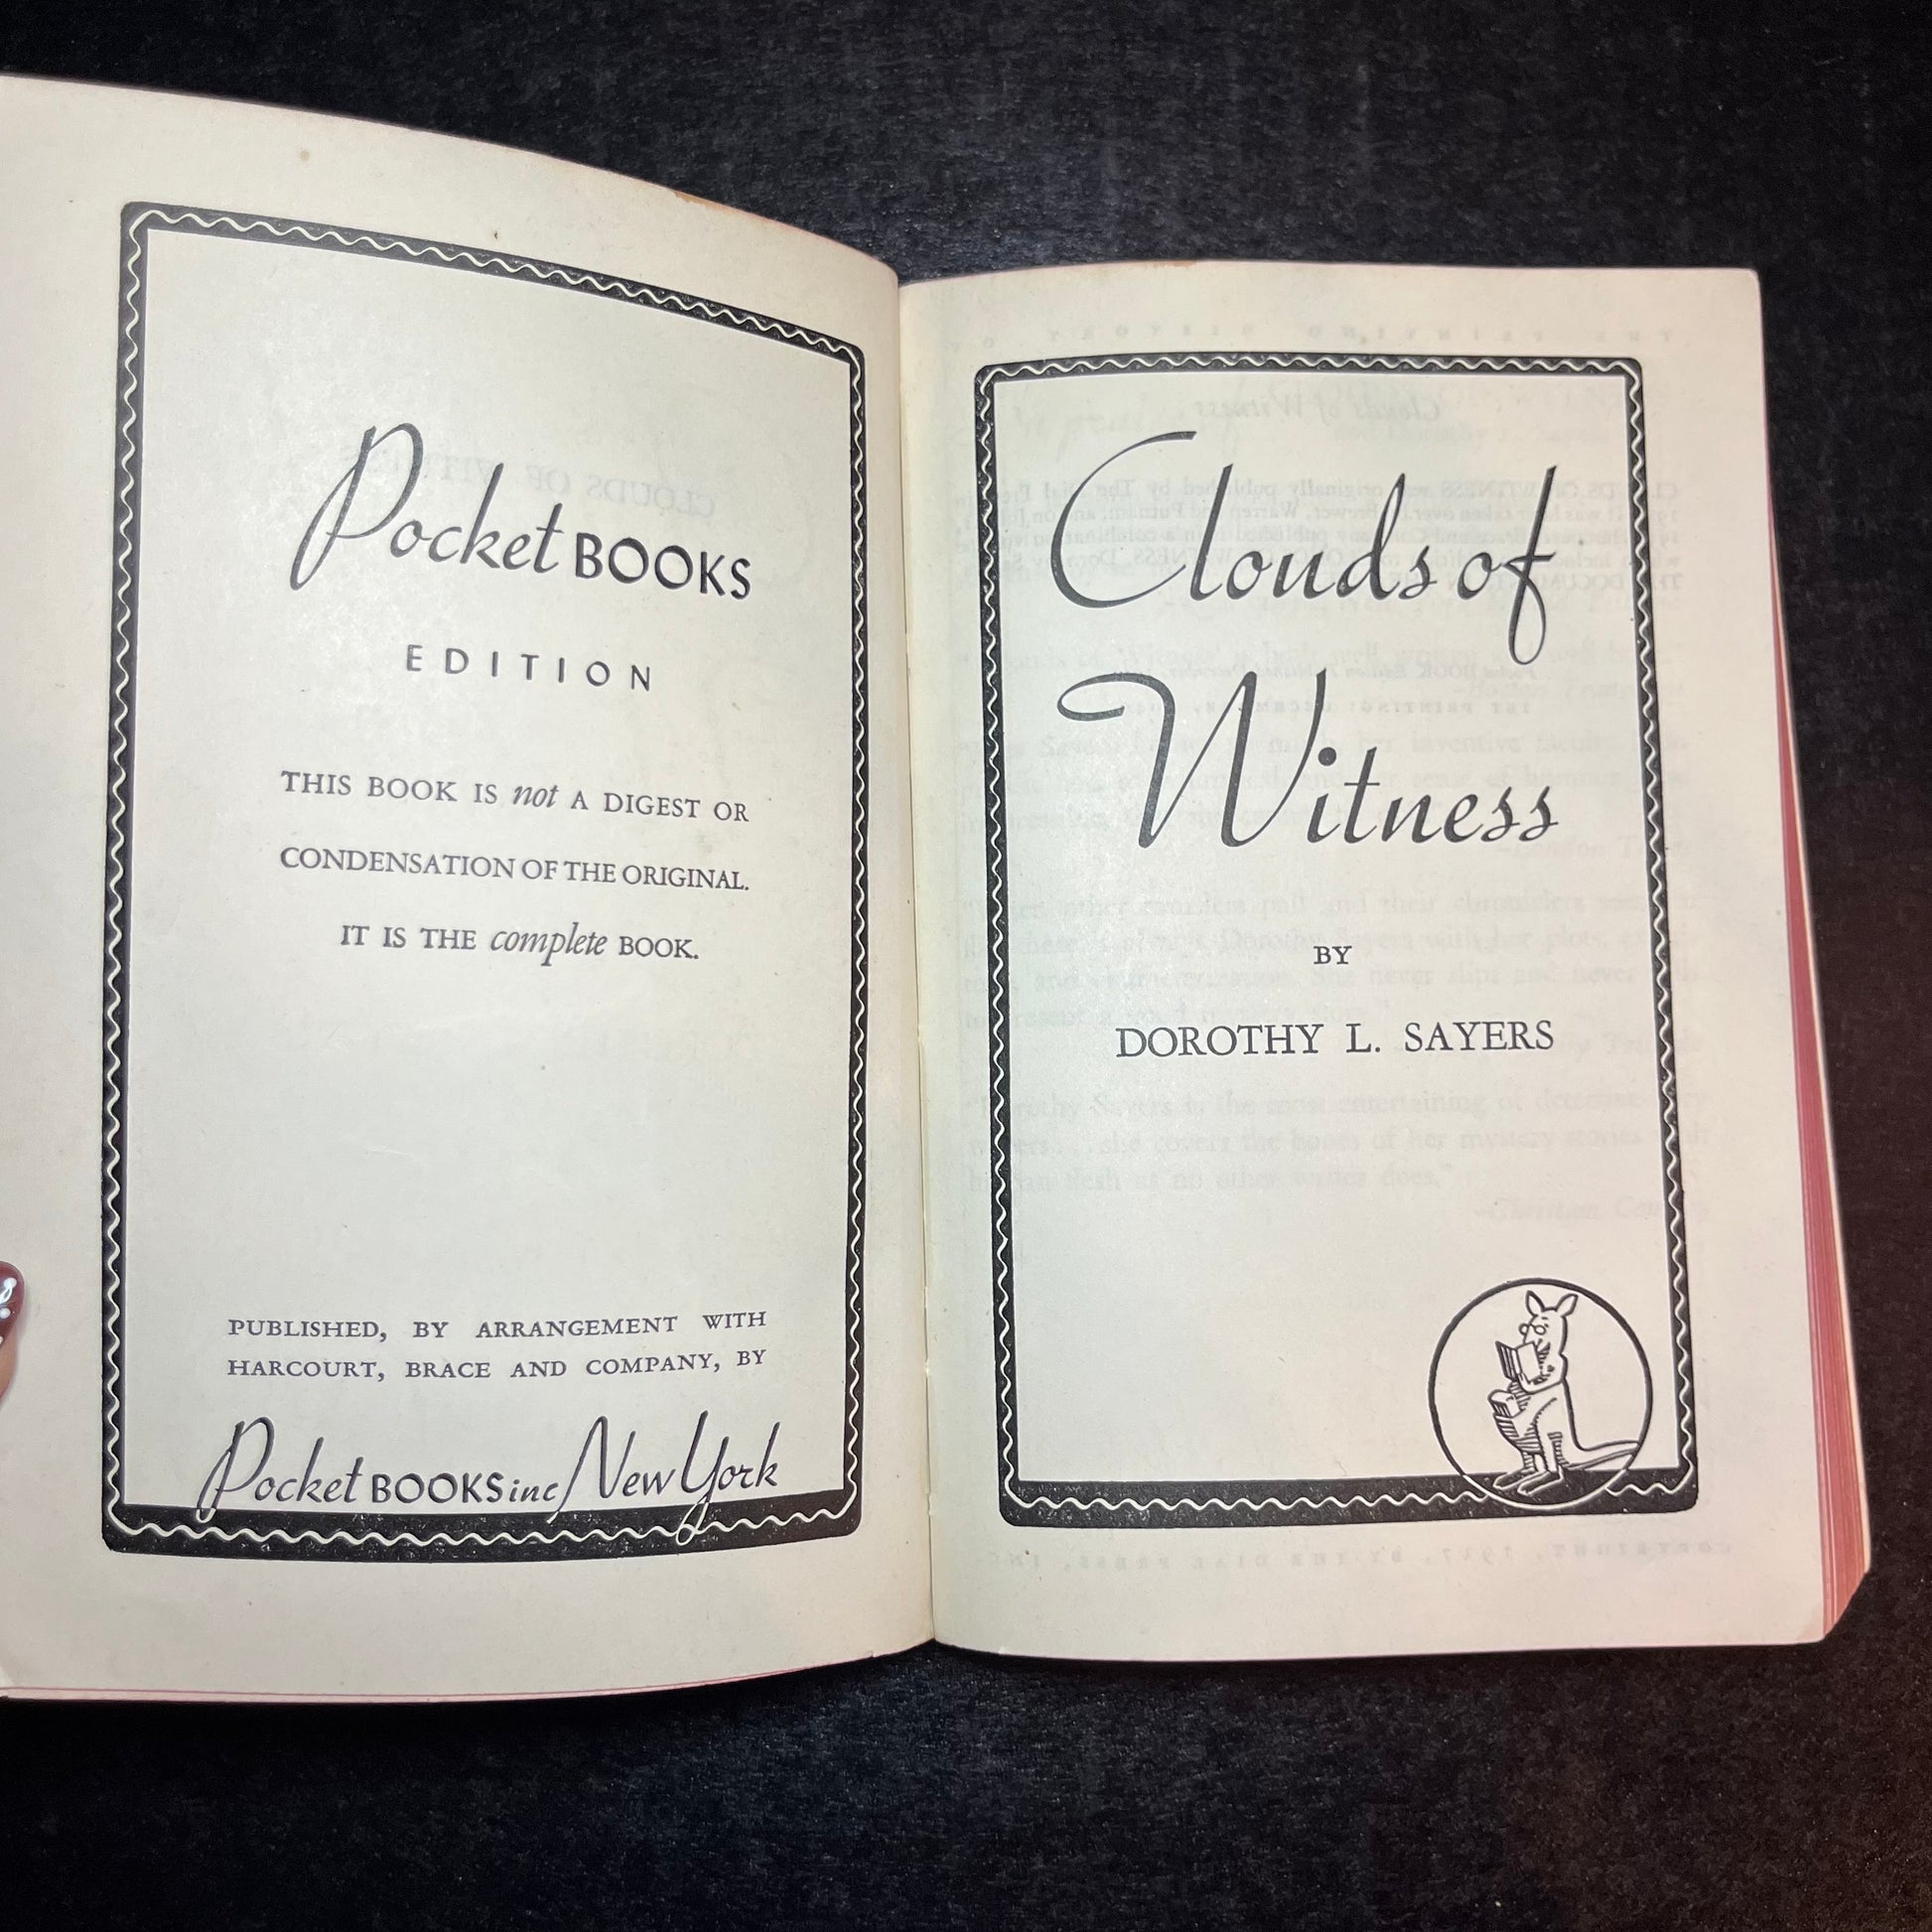 Pocket BOOKS
EDITION
THIS BOOK IS not A DIGEST OR
CONDENSATION OF THE ORIGINAL.
IT IS THE complete BOOK.
PUBLISHED, BY ARRANGEMENT WITH
HARCOURT, BRACE AND COMPANY, BY
Pocket BOOKS inc / New York
Clouds of
Witness
BY
DOROTHY L. SAYERS